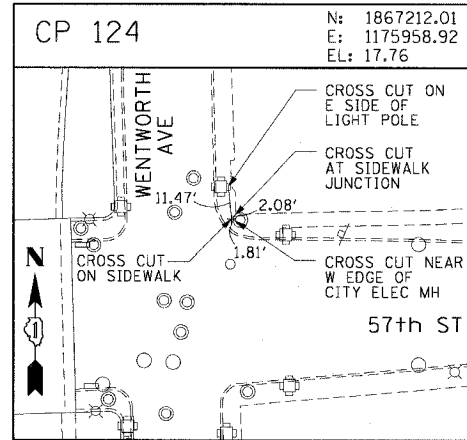 CP 124
N: 1867212.01
E: 1175958.92
EL: 17.76
WENTWORTH
AVE
CROSS CUT ON
E SIDE OF
LIGHT POLE
CROSS CUT
AT SIDEWALK
JUNCTION
11.47'
2.08'
1.81'
CROSS CUT
ON SIDEWALK
CROSS CUT NEAR
W EDGE OF
CITY ELEC MH
N
1
57th ST